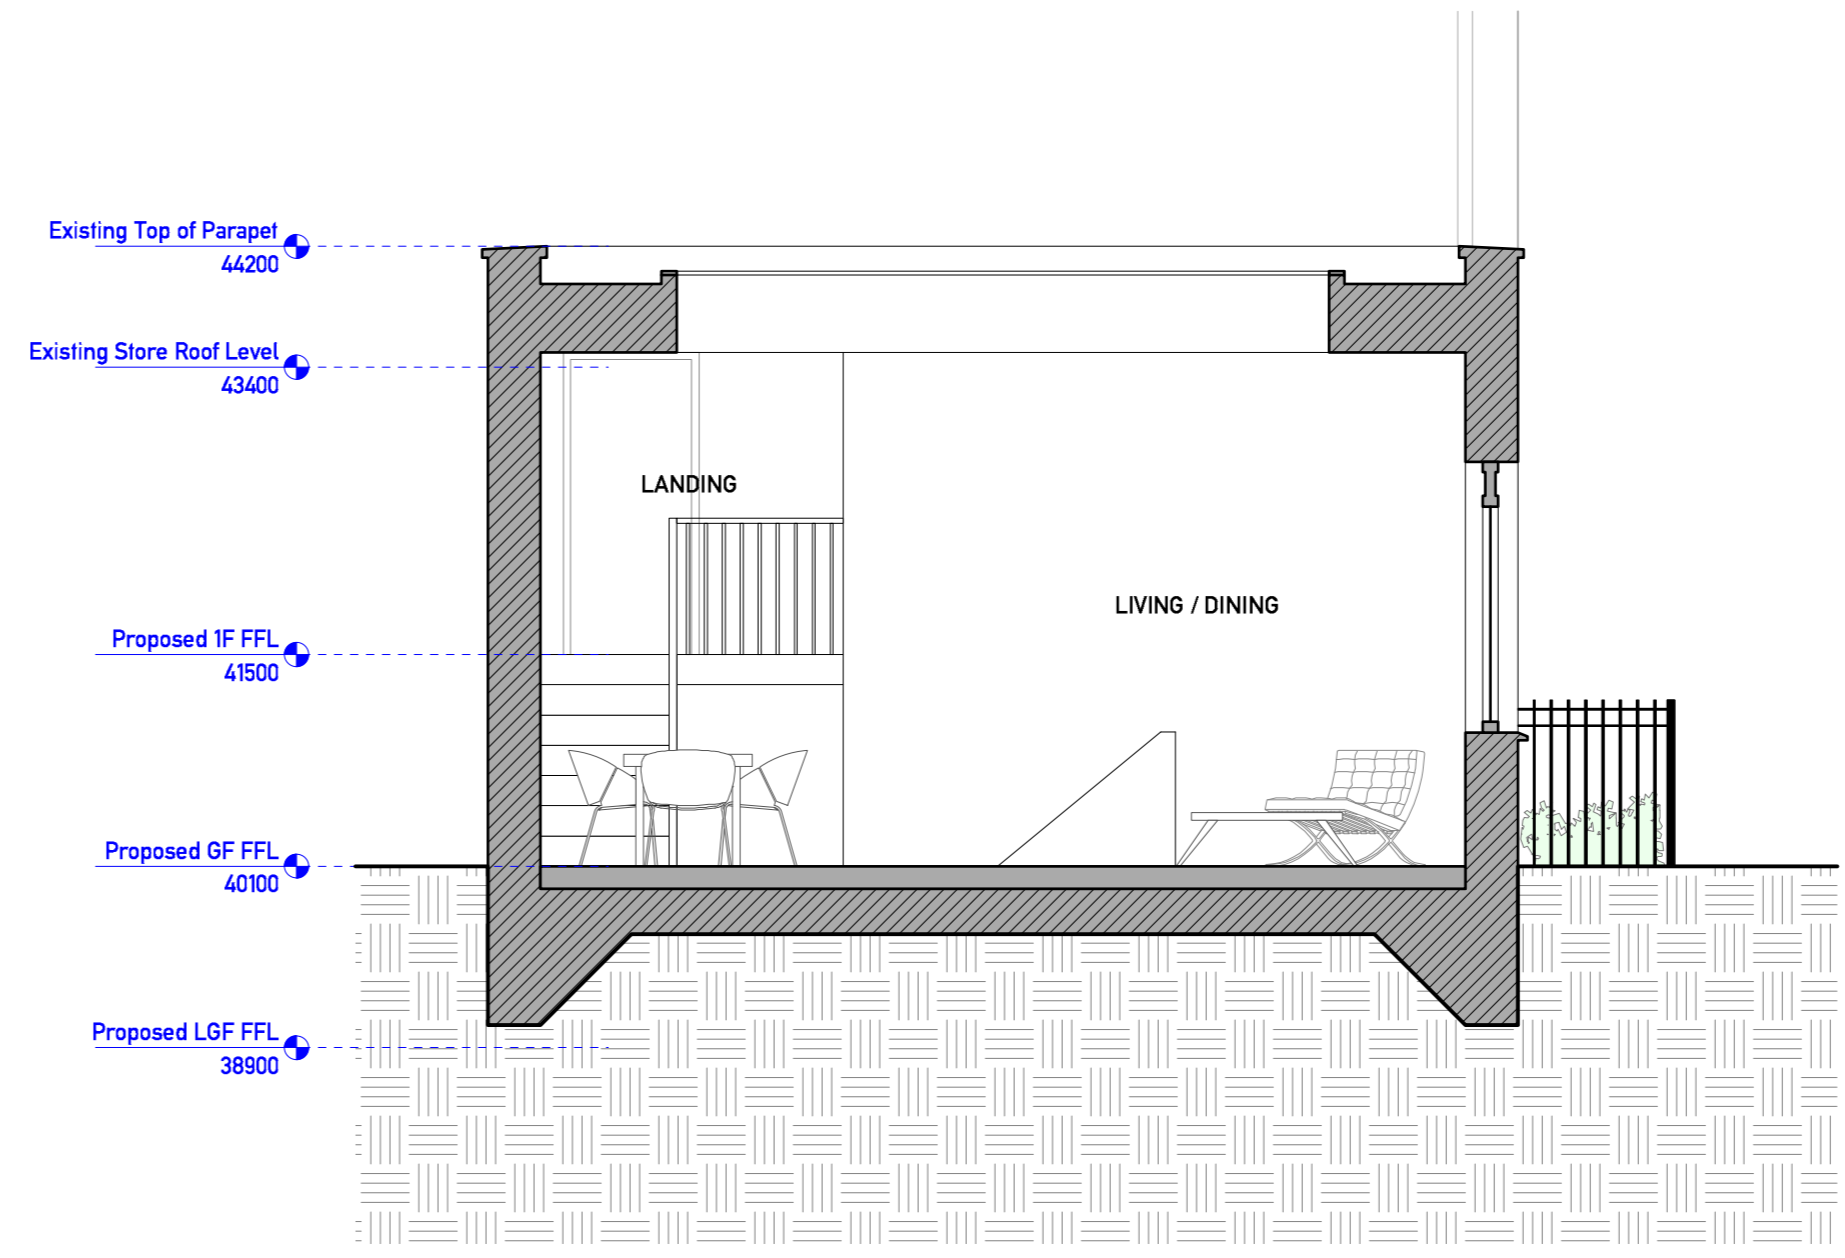 Existing Top of Parapet
44200
Existing Store Roof Level
43400
LANDING
LIVING / DINING
Proposed 1F FFL
41500
Proposed GF FFL
40100
Proposed LGF FFL
38900